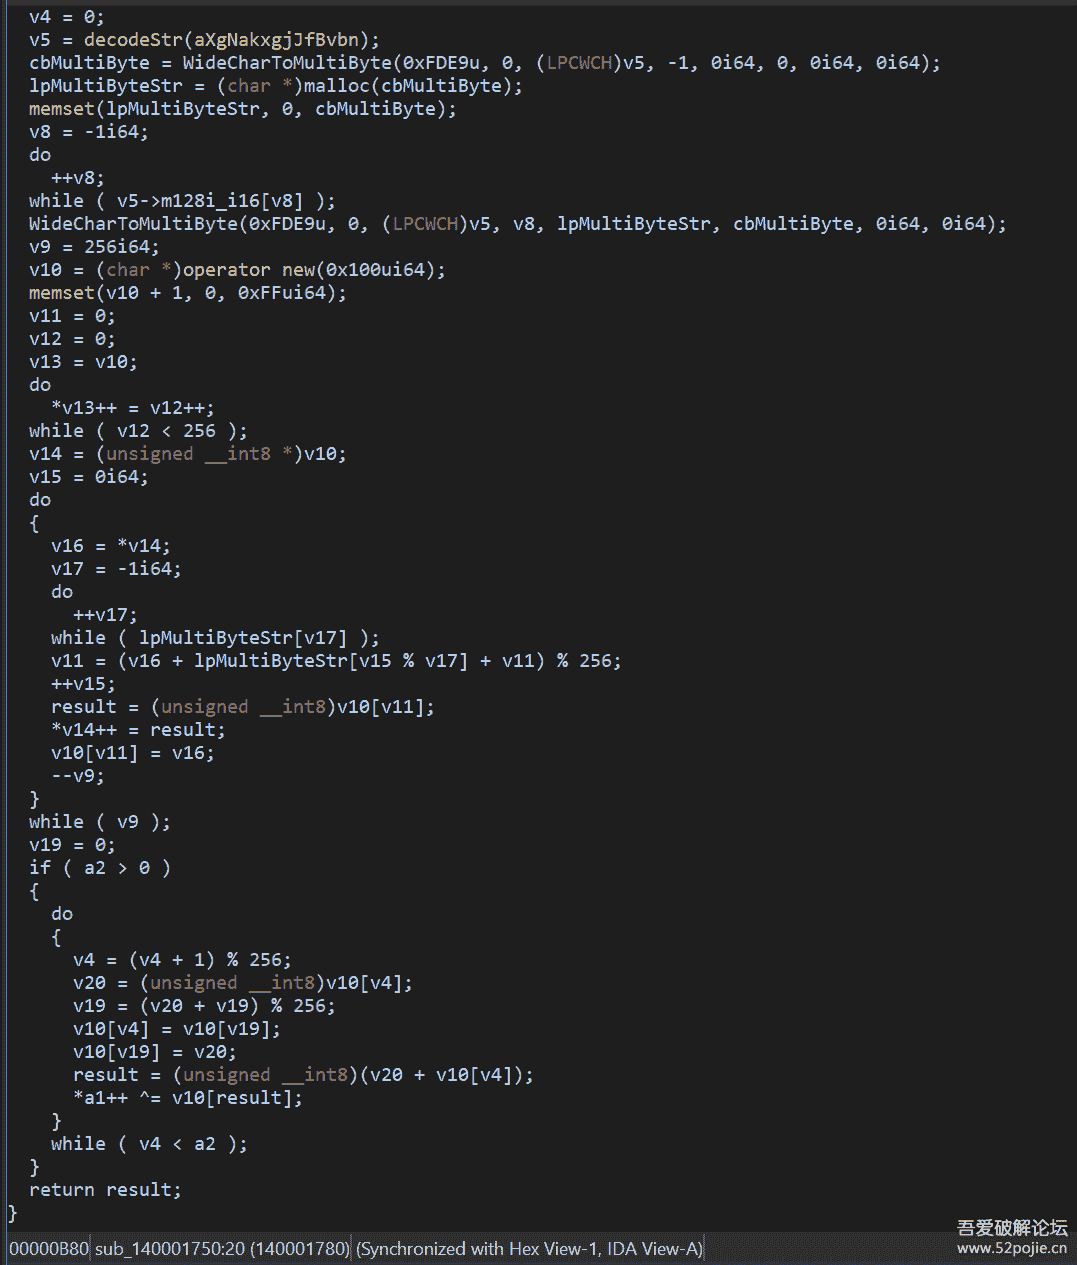 v4 = 0;
v5 = decodeStr(aXgNakxgjJfBvbn);
cbMultiByte = WideCharToMultiByte(0xFDE9u, 0, (LPCWCH)v5, -1, 0i64, 0, 0i64, 0i64);
lpMultiByteStr = (char *)malloc(cbMultiByte);
memset(lpMultiByteStr, 0, cbMultiByte);
v8 = -1i64;
do
++v8;
while ( v5->m128i_i16[v8] );
WideCharToMultiByte(0xFDE9u, 0, (LPCWCH)v5, v8, lpMultiByteStr, cbMultiByte, 0i64, 0i64);
v9 = 256i64;
v10 = (char *)operator new(0x100ui64);
memset(v10 + 1, 0, 0xFFui64);
v11 = 0;
v12 = 0;
v13 = v10;
do
*v13++ = v12++;
while ( v12 < 256 );
v14 = (unsigned __int8 *)v10;
v15 = 0i64;
do
{
v16 = *v14;
v17 = -1i64;
do
++v17;
while ( lpMultiByteStr[v17] );
v11 = (v16 + lpMultiByteStr[v15 % v17] + v11) % 256;
++v15;
result = (unsigned __int8)v10[v11];
*v14++ = result;
v10[v11] = v16;
--v9;
}
while ( v9 );
v19 = 0;
if ( a2 > 0 )
{
do
{
v4 = (v4 + 1) % 256;
v20 = (unsigned __int8)v10[v4];
v19 = (v20 + v19) % 256;
v10[v4] = v10[v19];
v10[v19] = v20;
result = (unsigned __int8)(v20 + v10[v4]);
*a1++ ^= v10[result];
}
while ( v4 < a2 );
}
return result;
}
00000B80 sub_140001750:20 (140001780) (Synchronized with Hex View-1, IDA View-A)
吾爱破解论坛
www.52pojie.cn